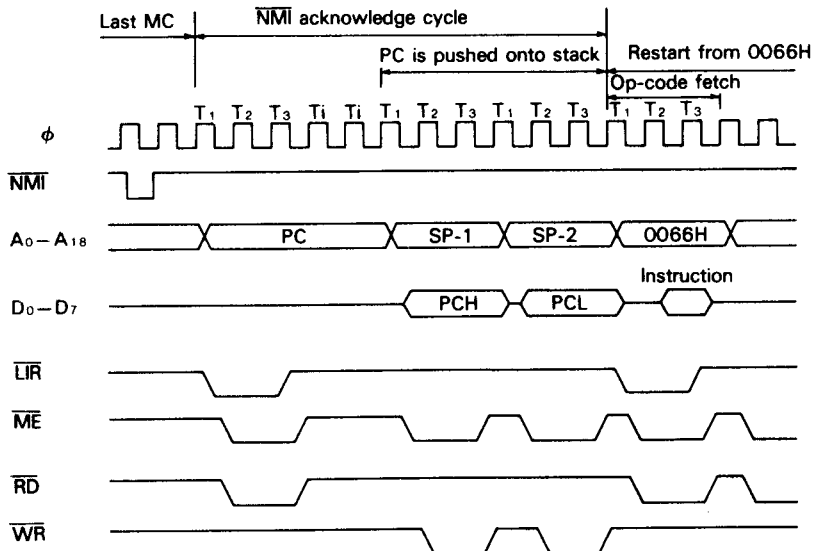 Last MC
NMI acknowledge cycle
PC is pushed onto stack
Restart from 0066H
Op-code fetch
T1 T2 T3 Ti Ti T1 T2 T3 T1 T2 T3 T1 T2 T3
φ
NMI
A0–A18 PC SP-1 SP-2 0066H
Instruction
D0–D7 PCH PCL
LIR
ME
RD
WR